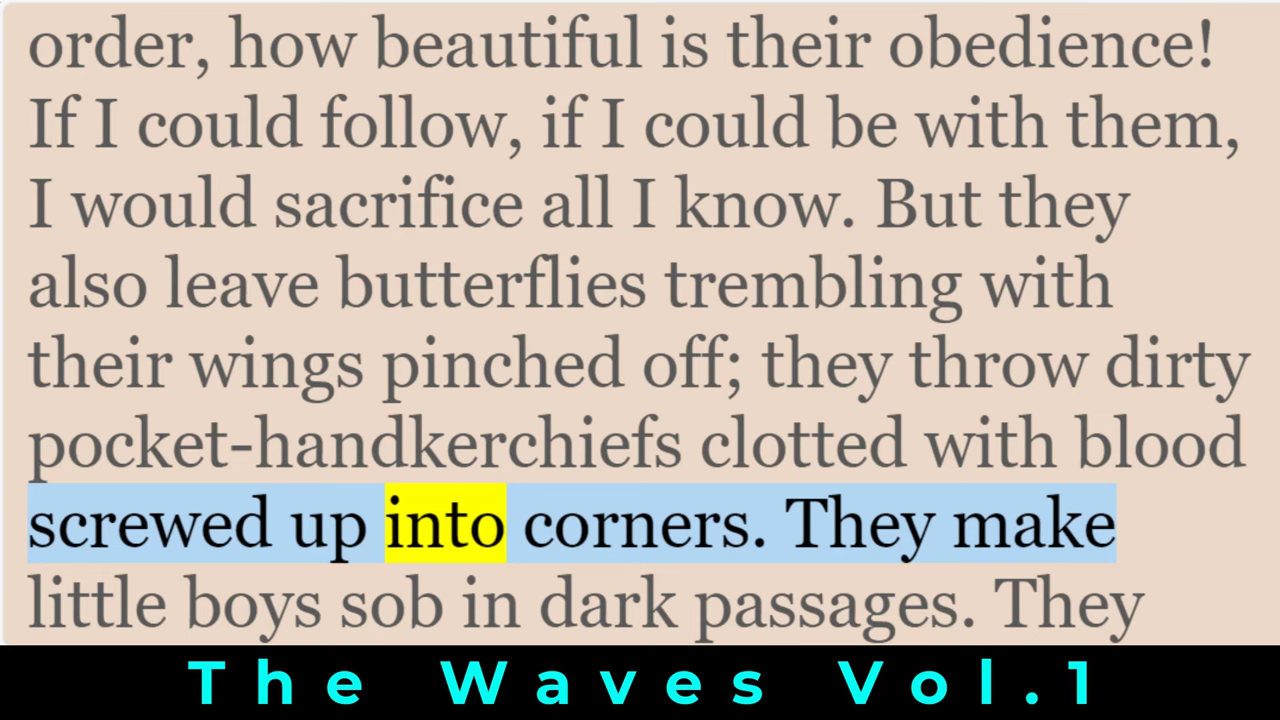 order, how beautiful is their obedience!
If I could follow, if I could be with them,
I would sacrifice all I know. But they
also leave butterflies trembling with
their wings pinched off; they throw dirty
pocket-handkerchiefs clotted with blood
screwed up into corners. They make
little boys sob in dark passages. They
The Waves Vol.1